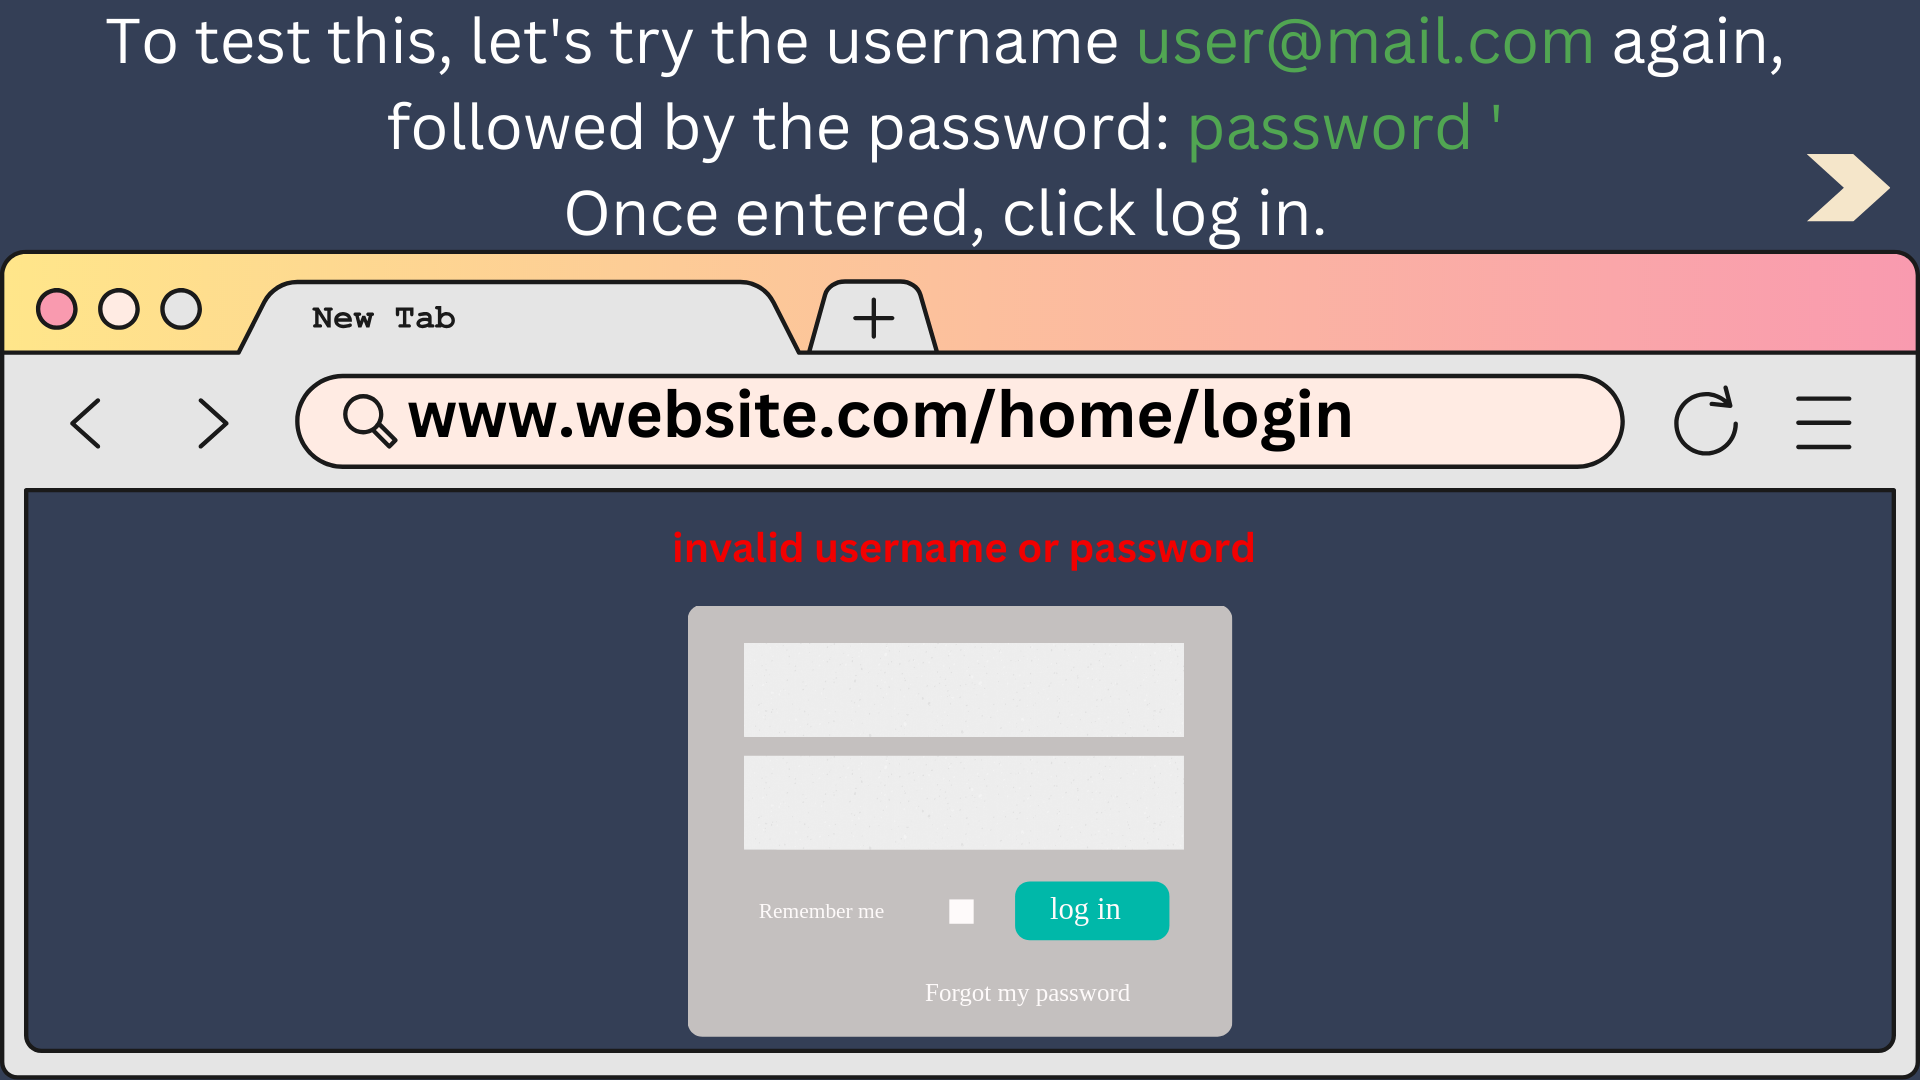 To test this, let's try the username user@mail.com again,
followed by the password: password '
Once entered, click log in.
New Tab
www.website.com/home/login
invalid username or password
Remember me
log in
Forgot my password